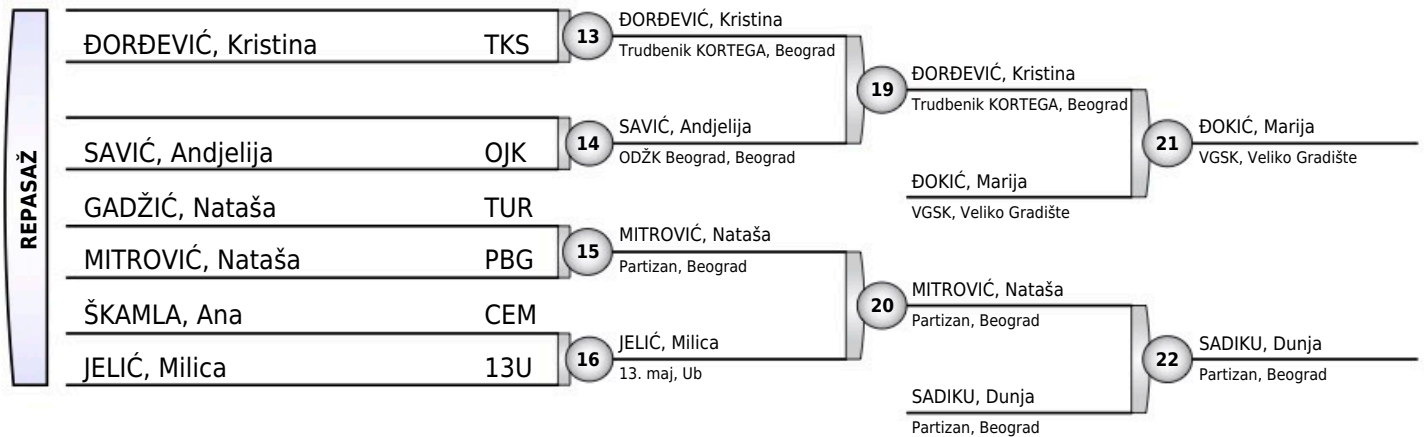 REPASAŽ
ĐORĐEVIĆ, Kristina TKS
SAVIĆ, Andjelija OJK
GADŽIĆ, Nataša TUR
MITROVIĆ, Nataša PBG
ŠKAMLA, Ana CEM
JELIĆ, Milica 13U
13
ĐORĐEVIĆ, Kristina
Trudbenik KORTEGA, Beograd
14
SAVIĆ, Andjelija
ODŽK Beograd, Beograd
15
MITROVIĆ, Nataša
Partizan, Beograd
16
JELIĆ, Milica
13. maj, Ub
19
ĐORĐEVIĆ, Kristina
Trudbenik KORTEGA, Beograd
ĐOKIĆ, Marija
VGSK, Veliko Gradište
20
MITROVIĆ, Nataša
Partizan, Beograd
SADIKU, Dunja
Partizan, Beograd
21
ĐOKIĆ, Marija
VGSK, Veliko Gradište
22
SADIKU, Dunja
Partizan, Beograd